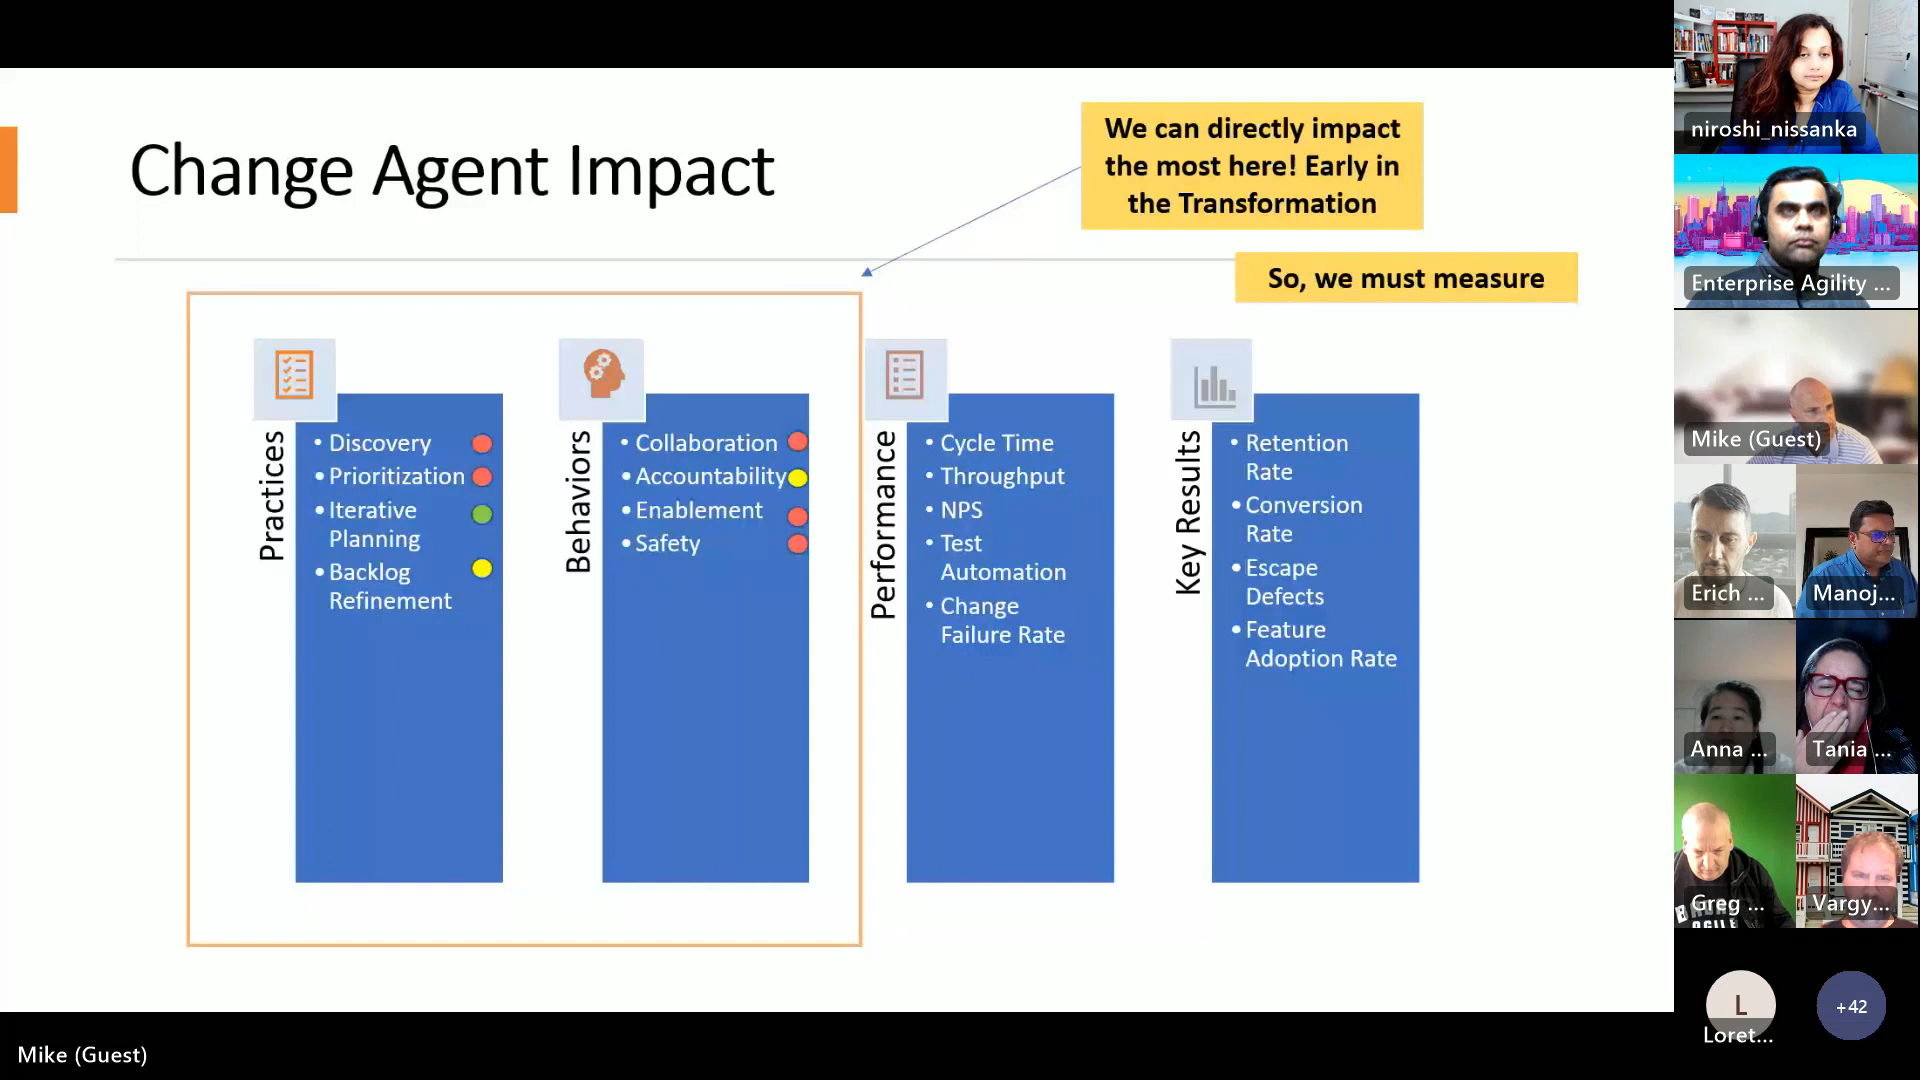 Change Agent Impact
We can directly impact
the most here! Early in
the Transformation
So, we must measure
Practices
• Discovery
• Prioritization
• Iterative
Planning
• Backlog
Refinement
Behaviors
• Collaboration
• Accountability
• Enablement
• Safety
Performance
• Cycle Time
• Throughput
• NPS
• Test
Automation
• Change
Failure Rate
Key Results
• Retention
Rate
• Conversion
Rate
• Escape
Defects
• Feature
Adoption Rate
niroshi_nissanka
Enterprise Agility ...
Mike (Guest)
Erich ...
Manoj...
Anna ...
Tania ...
Greg ...
Vargy...
L
Loret...
+42
Mike (Guest)